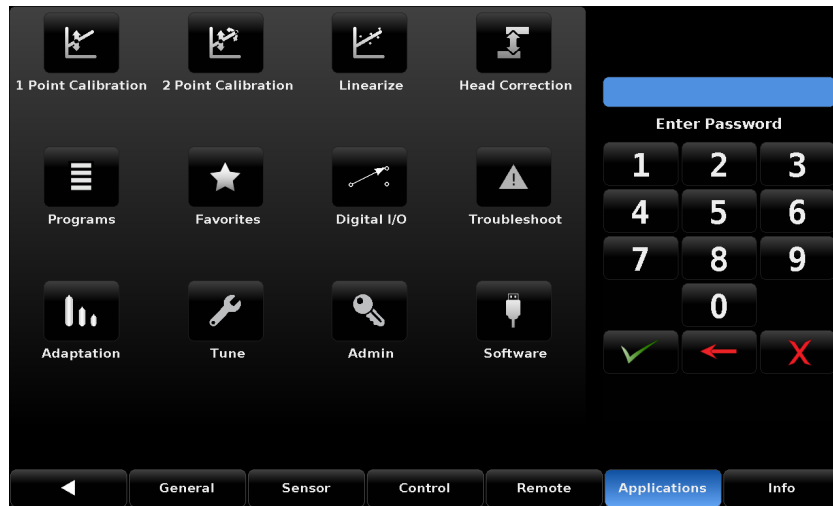 1 Point Calibration 2 Point Calibration Linearize Head Correction
Enter Password
1 2 3
Programs Favorites Digital I/O Troubleshoot
4 5 6
7 8 9
0
Adaptation Tune Admin Software
General Sensor Control Remote Applications Info